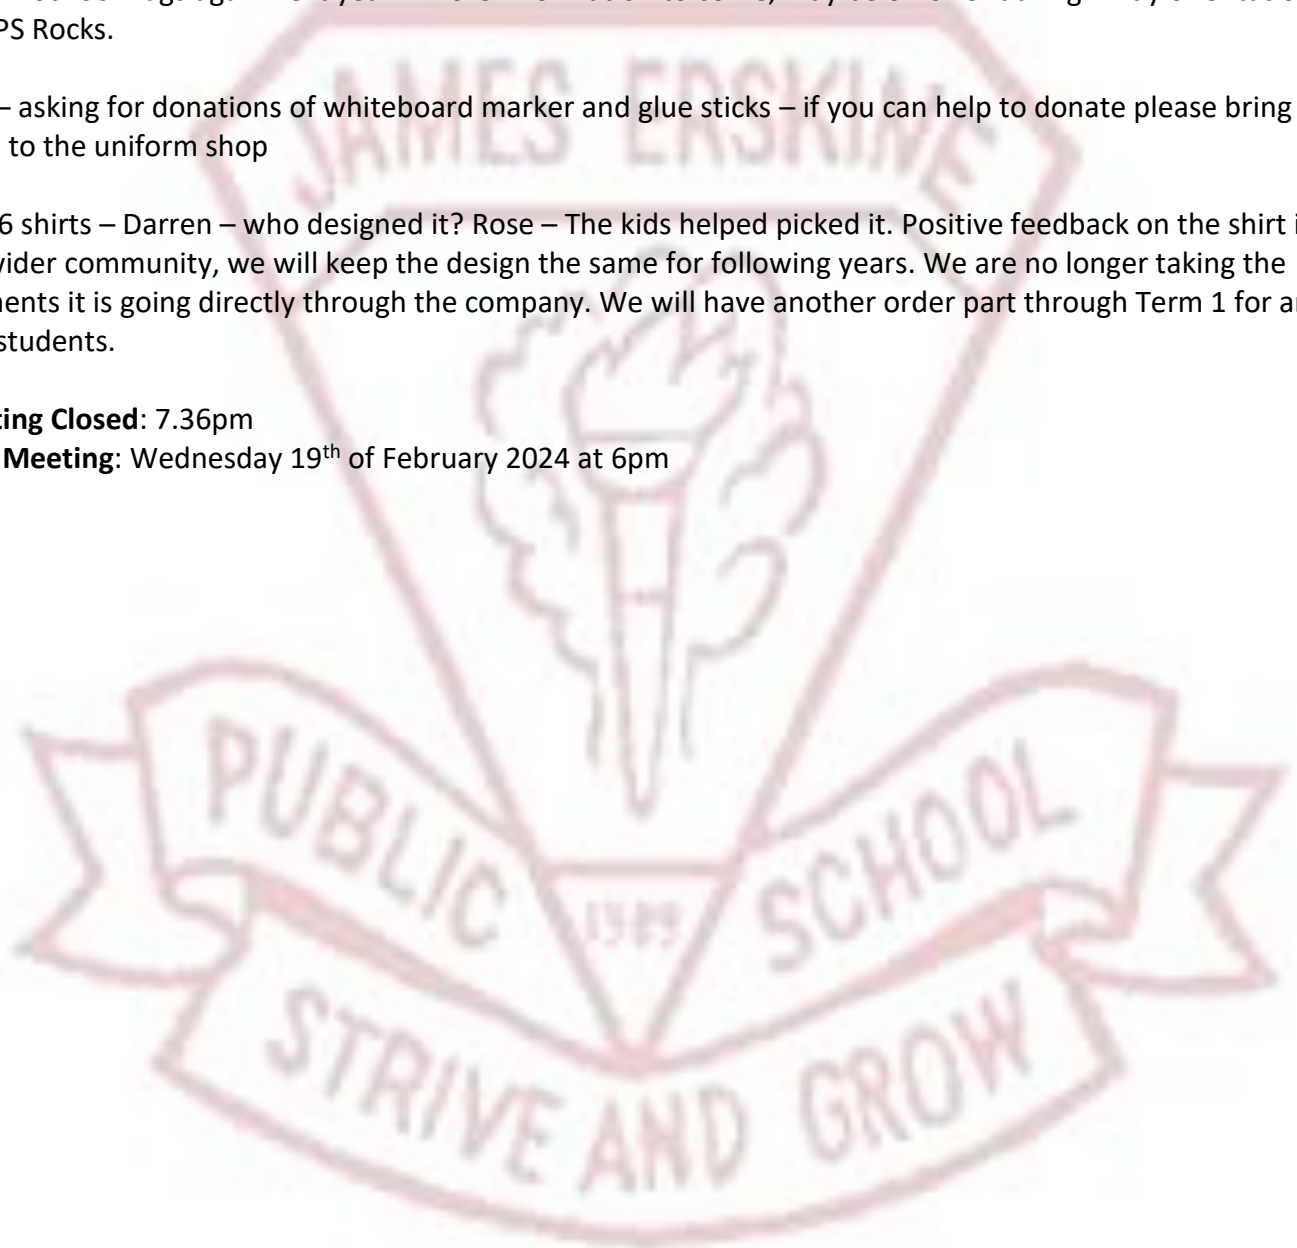 PS Rocks.
– asking for donations of whiteboard marker and glue sticks – if you can help to donate please bring
to the uniform shop
6 shirts – Darren – who designed it? Rose – The kids helped picked it. Positive feedback on the shirt
community, we will keep the design the same for following years. We are no longer taking the
ents it is going directly through the company. We will have another order part through Term 1 for
students.
ting Closed: 7.36pm
Meeting: Wednesday 19th of February 2024 at 6pm
JAMES ERSKINE
PUBLIC SCHOOL
STRIVE AND GROW